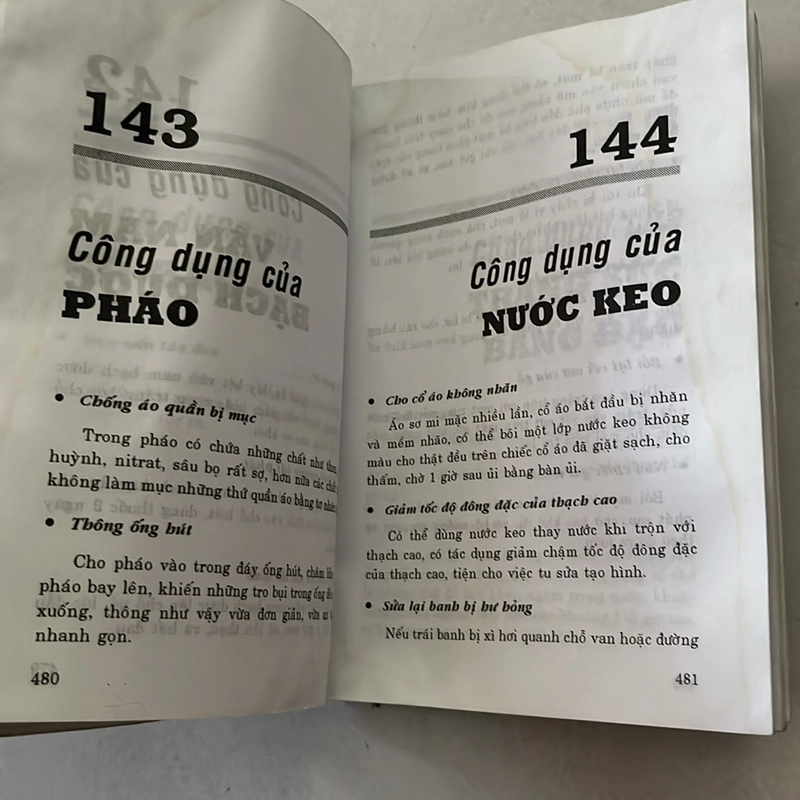 143
Công dụng của
PHÁO
• Chống áo quần bị mục
Trong pháo có chứa những chất như
huỳnh, nitrat, sâu bọ rất sợ, hơn nữa các
không làm mục những thứ quần áo bằng tơ
• Thông ống hút
Cho pháo vào trong đáy ống hút, châm
pháo bay lên, khiến những tro bụi trong ống
xuống, thông như vậy vừa đơn giản, vừa
nhanh gọn.
480
144
Công dụng của
NƯỚC KEO
• Cho cổ áo không nhăn
Áo sơ mi mặc nhiều lần, cổ áo bắt đầu bị nhăn
và mềm nhão, có thể bôi một lớp nước keo không
màu cho thật đều trên chiếc cổ áo đã giặt sạch, cho
thấm, chờ 1 giờ sau ủi bằng bàn ủi.
• Giảm tốc độ đông đặc của thạch cao
Có thể dùng nước keo thay nước khi trộn với
thạch cao, có tác dụng giảm chậm tốc độ đông đặc
của thạch cao, tiện cho việc tu sửa tạo hình.
• Sửa lại banh bị hư bỏng
Nếu trái banh bị xì hơi quanh chỗ van hoặc đường
481